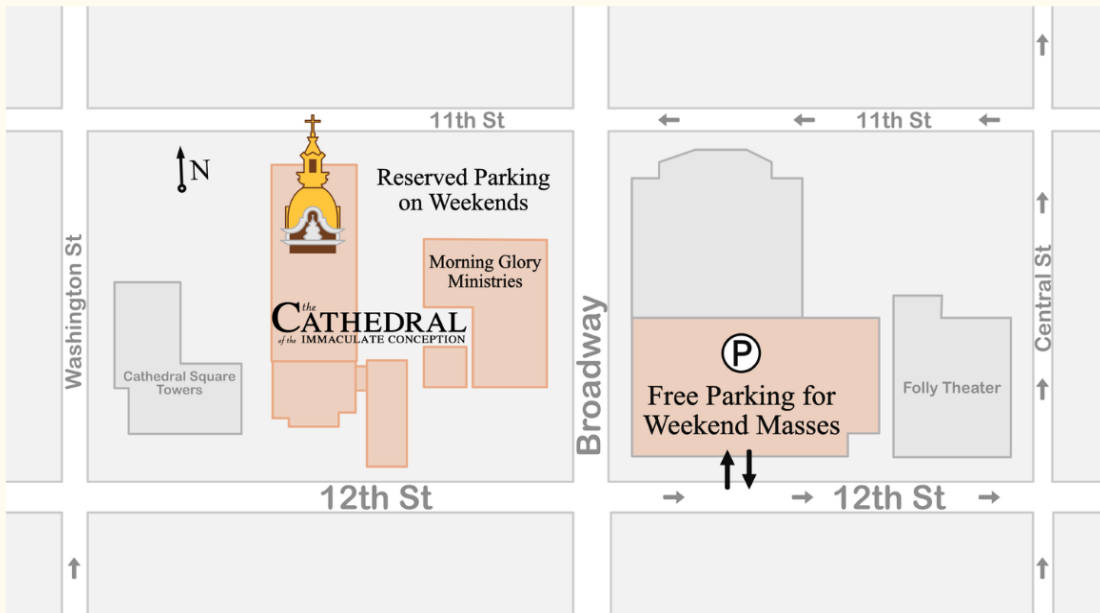 11th St
11th St
N
Reserved Parking
on Weekends
Washington St
Morning Glory
Ministries
the
CATHEDRAL
of the IMMACULATE CONCEPTION
Cathedral Square
Towers
Broadway
P
Free Parking for
Weekend Masses
Folly Theater
Central St
12th St
12th St